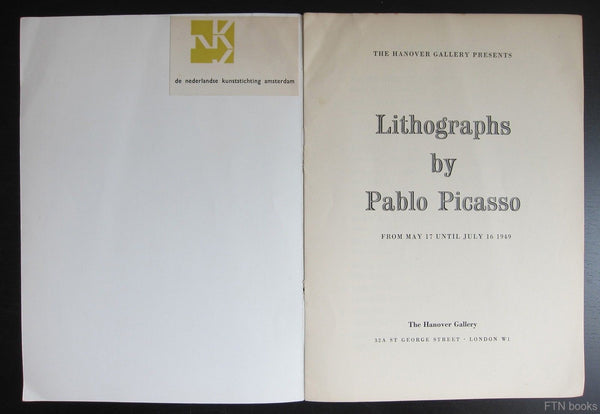 NKS
de nederlandse kunststichting amsterdam
THE HANOVER GALLERY PRESENTS
Lithographs
by
Pablo Picasso
FROM MAY 17 UNTIL JULY 16 1949
The Hanover Gallery
32A ST GEORGE STREET · LONDON W1
FTN books